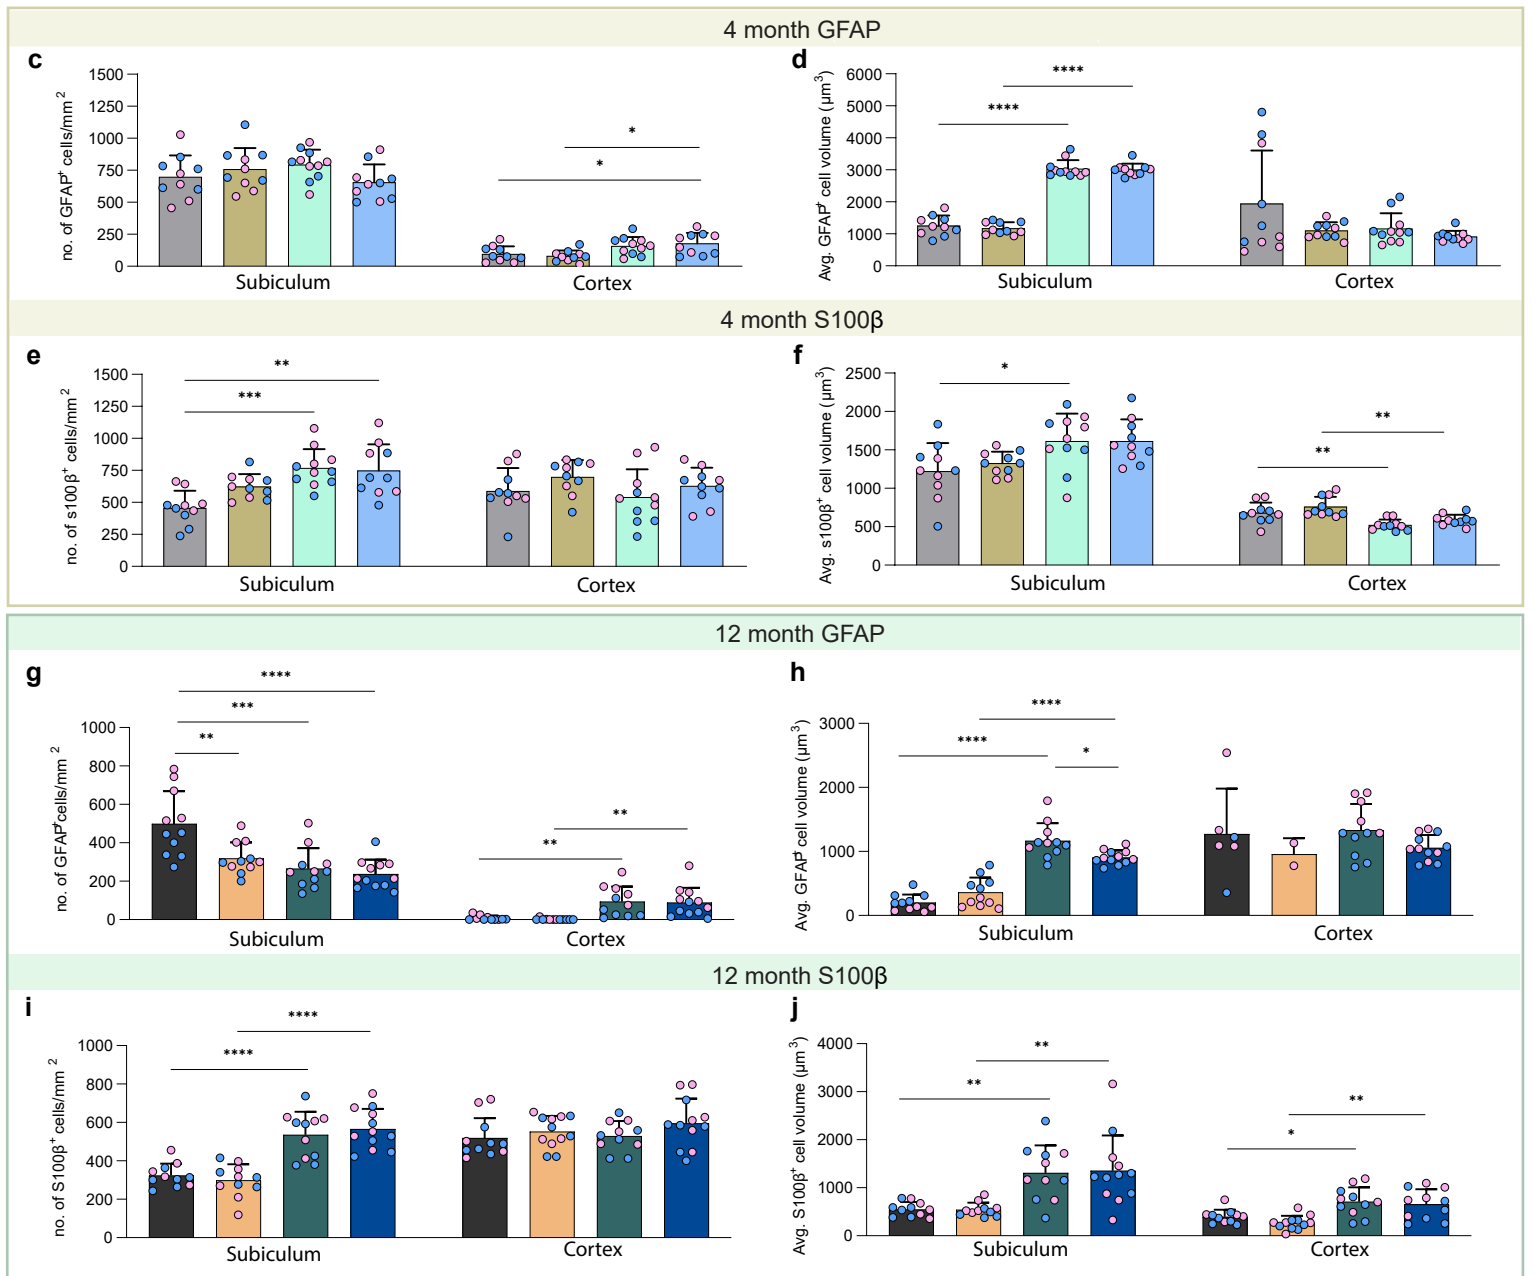 4 month GFAP
c
no. of GFAP+ cells/mm2
1500
1250
1000
750
500
250
0
*
*
Subiculum
Cortex
d
Avg. GFAP+ cell volume (µm3)
6000
5000
4000
3000
2000
1000
0
****
****
Subiculum
Cortex
4 month S100β
e
no. of s100β+ cells/mm2
1500
1250
1000
750
500
250
0
**
***
Subiculum
Cortex
f
Avg. s100β+ cell volume (µm3)
2500
2000
1500
1000
500
0
*
**
**
Subiculum
Cortex
12 month GFAP
g
no. of GFAP+cells/mm2
1000
800
600
400
200
0
****
***
**
**
**
Subiculum
Cortex
h
Avg. GFAP+ cell volume (µm3)
3000
2000
1000
0
****
****
*
Subiculum
Cortex
12 month S100β
i
no. of S100β+ cells/mm2
1000
800
600
400
200
0
****
****
Subiculum
Cortex
j
Avg. S100β+ cell volume (µm3)
4000
3000
2000
1000
0
**
**
**
*
Subiculum
Cortex